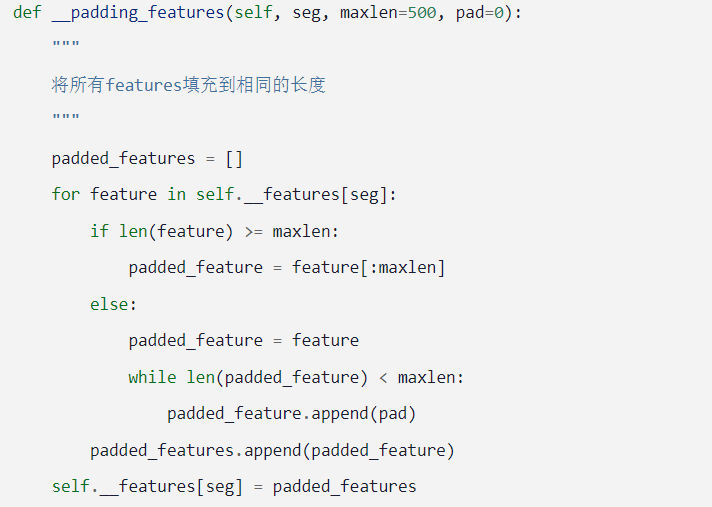 def __padding_features(self, seg, maxlen=500, pad=0):
    """
    将所有features填充到相同的长度
    """
    padded_features = []
    for feature in self.__features[seg]:
        if len(feature) >= maxlen:
            padded_feature = feature[:maxlen]
        else:
            padded_feature = feature
            while len(padded_feature) < maxlen:
                padded_feature.append(pad)
        padded_features.append(padded_feature)
    self.__features[seg] = padded_features